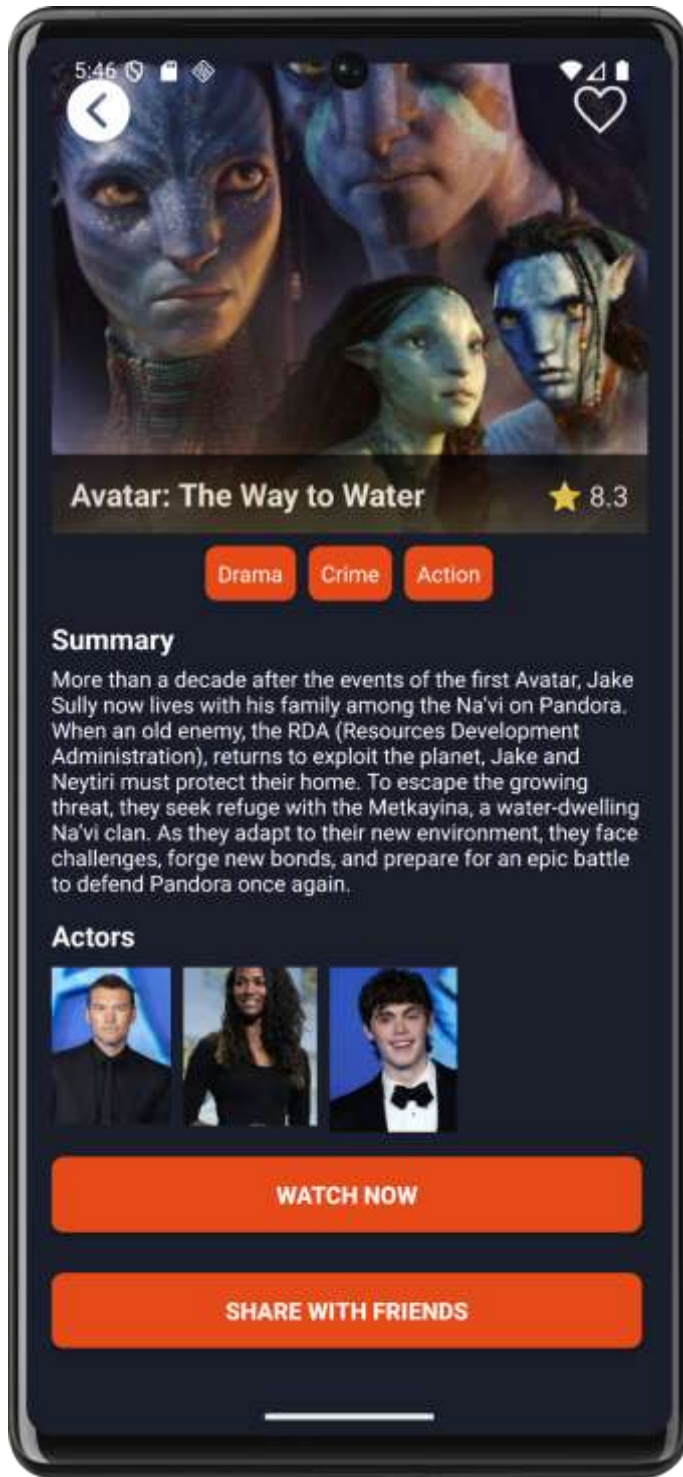 5:46
Avatar: The Way to Water
8.3
Drama Crime Action
Summary
More than a decade after the events of the first Avatar, Jake
Sully now lives with his family among the Na'vi on Pandora.
When an old enemy, the RDA (Resources Development
Administration), returns to exploit the planet, Jake and
Neytiri must protect their home. To escape the growing
threat, they seek refuge with the Metkayina, a water-dwelling
Na'vi clan. As they adapt to their new environment, they face
challenges, forge new bonds, and prepare for an epic battle
to defend Pandora once again.
Actors
WATCH NOW
SHARE WITH FRIENDS